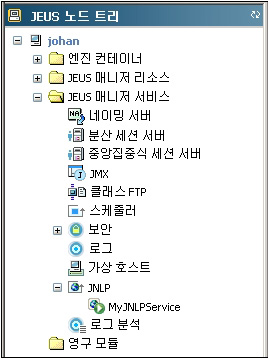 JEUS 노드 트리
johan
엔진 컨테이너
JEUS 매니저 리소스
JEUS 매니저 서비스
네이밍 서버
분산 세션 서버
중앙집중식 세션 서버
JMX
클래스 FTP
스케줄러
보안
로그
가상 호스트
JNLP
MyJNLPService
로그 분석
영구 모듈